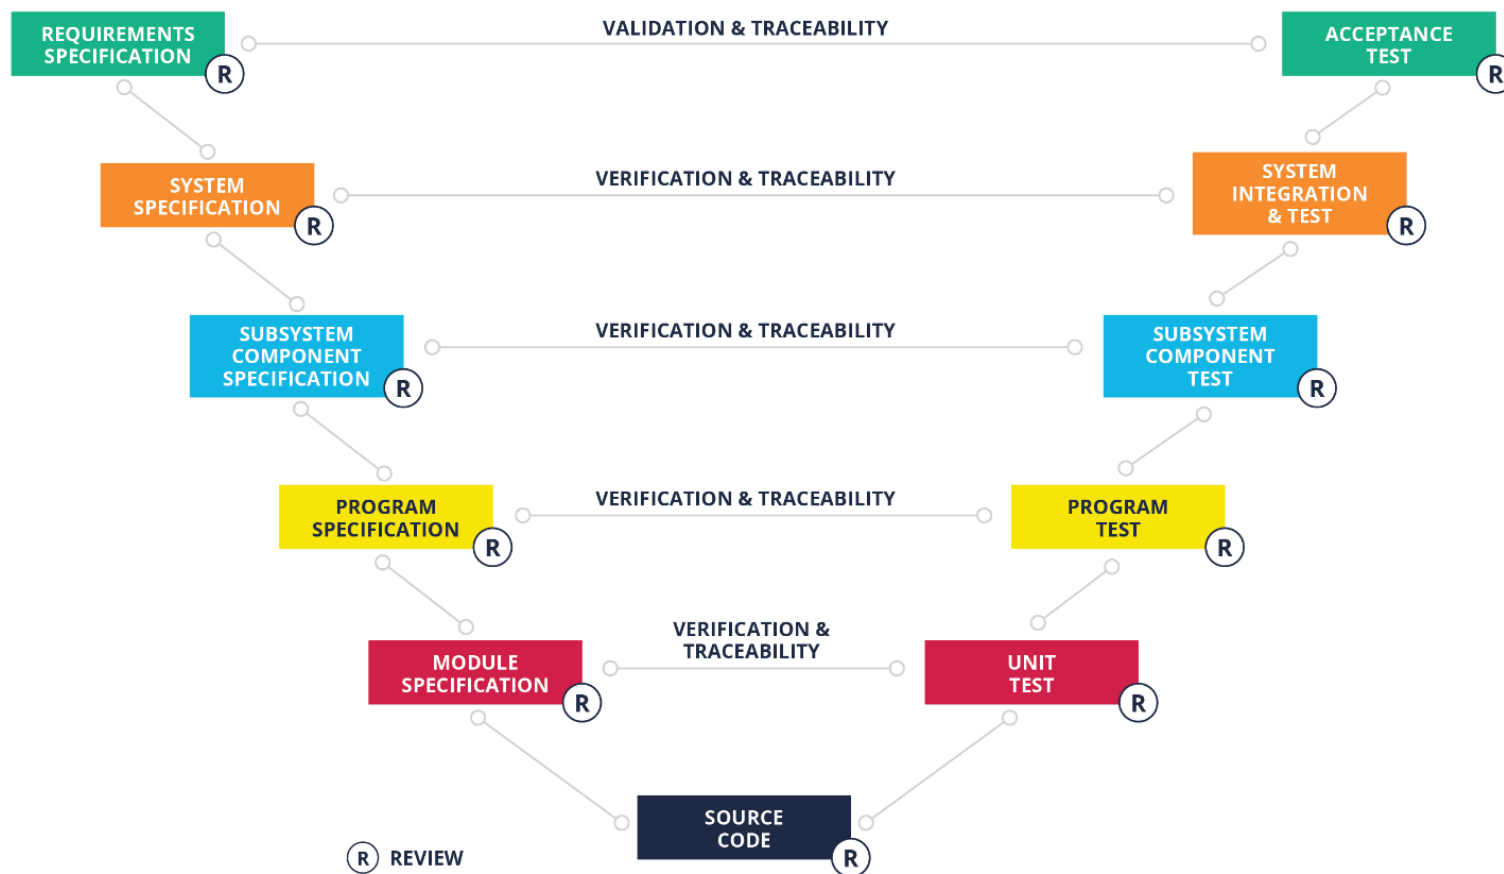 REQUIREMENTS
SPECIFICATION
R
VALIDATION & TRACEABILITY
ACCEPTANCE
TEST
R
SYSTEM
SPECIFICATION
R
VERIFICATION & TRACEABILITY
SYSTEM
INTEGRATION
& TEST
R
SUBSYSTEM
COMPONENT
SPECIFICATION
R
VERIFICATION & TRACEABILITY
SUBSYSTEM
COMPONENT
TEST
R
PROGRAM
SPECIFICATION
R
VERIFICATION & TRACEABILITY
PROGRAM
TEST
R
MODULE
SPECIFICATION
R
VERIFICATION &
TRACEABILITY
UNIT
TEST
R
SOURCE
CODE
R
R REVIEW